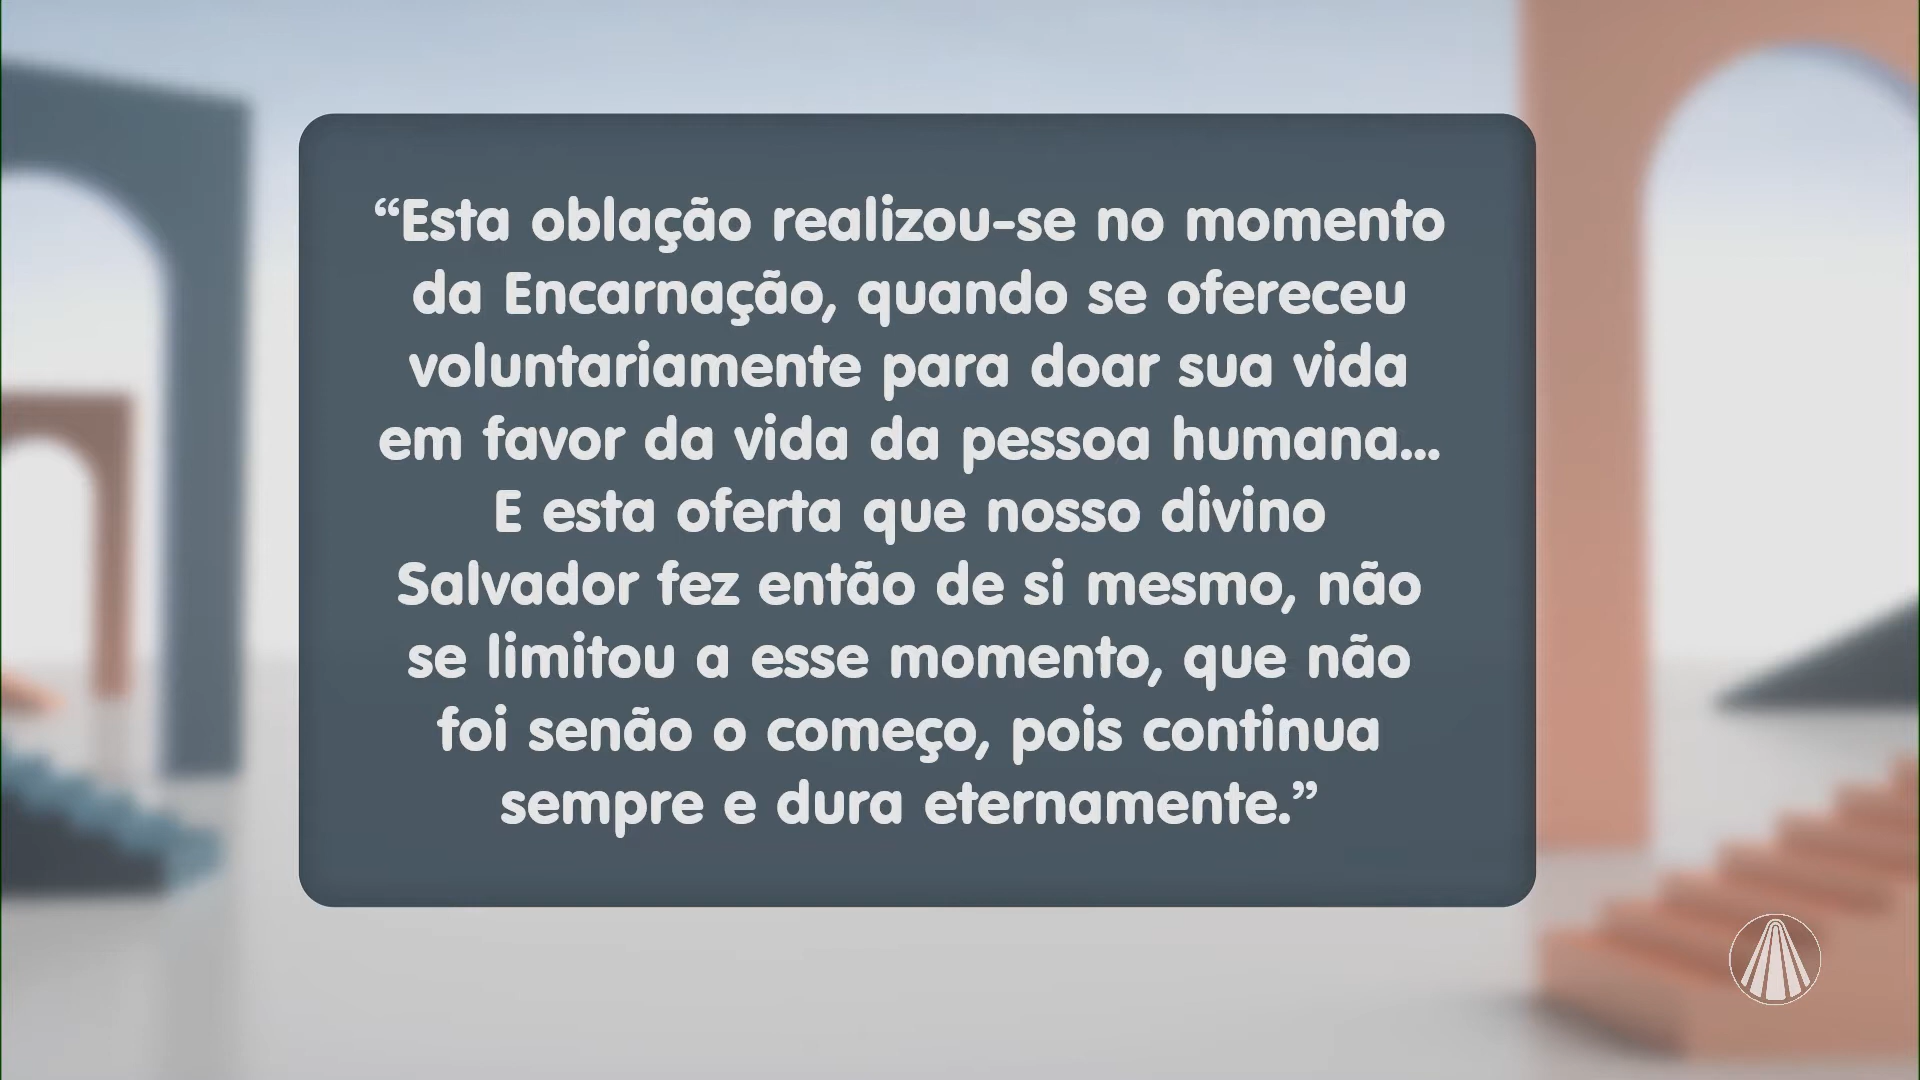 “Esta oblação realizou-se no momento
da Encarnação, quando se ofereceu
voluntariamente para doar sua vida
em favor da vida da pessoa humana...
E esta oferta que nosso divino
Salvador fez então de si mesmo, não
se limitou a esse momento, que não
foi senão o começo, pois continua
sempre e dura eternamente.”